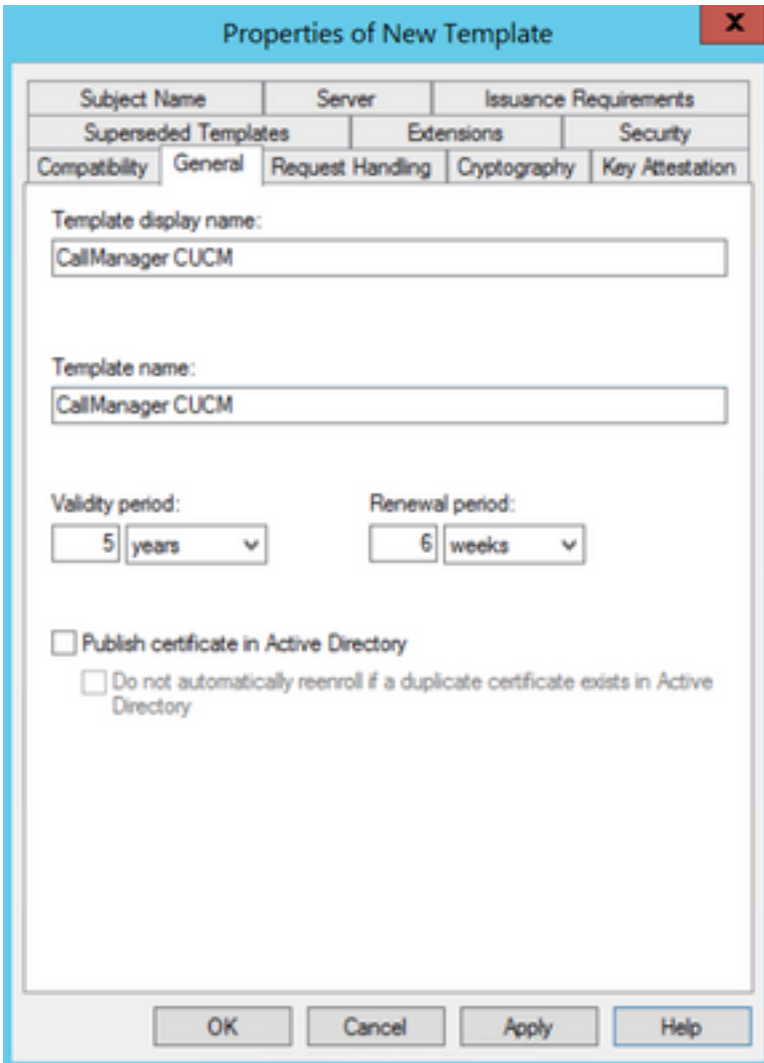 Properties of New Template
X
Subject Name Server Issuance Requirements
Superseded Templates Extensions Security
Compatibility General Request Handling Cryptography Key Attestation
Template display name:
CallManager CUCM
Template name:
CallManager CUCM
Validity period: Renewal period:
5 years 6 weeks
Publish certificate in Active Directory
Do not automatically reenroll if a duplicate certificate exists in Active
Directory
OK Cancel Apply Help